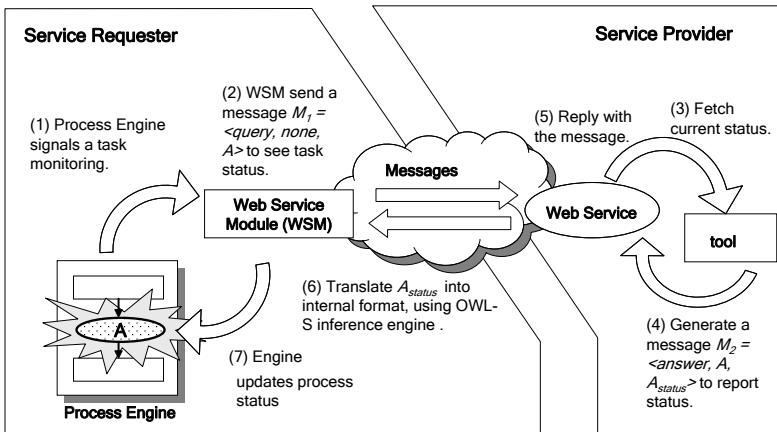 Service Requester
Service Provider
(1) Process Engine
signals a task
monitoring.
(2) WSM send a
message M1 =
<query, none,
A> to see task
status.
(5) Reply with
the message.
(3) Fetch
current status.
Messages
Web Service
Module (WSM)
Web Service
tool
A
Process Engine
(6) Translate Astatus into
internal format, using OWL-
S inference engine .
(7) Engine
updates process
status
(4) Generate a
message M2 =
<answer, A,
Astatus> to report
status.